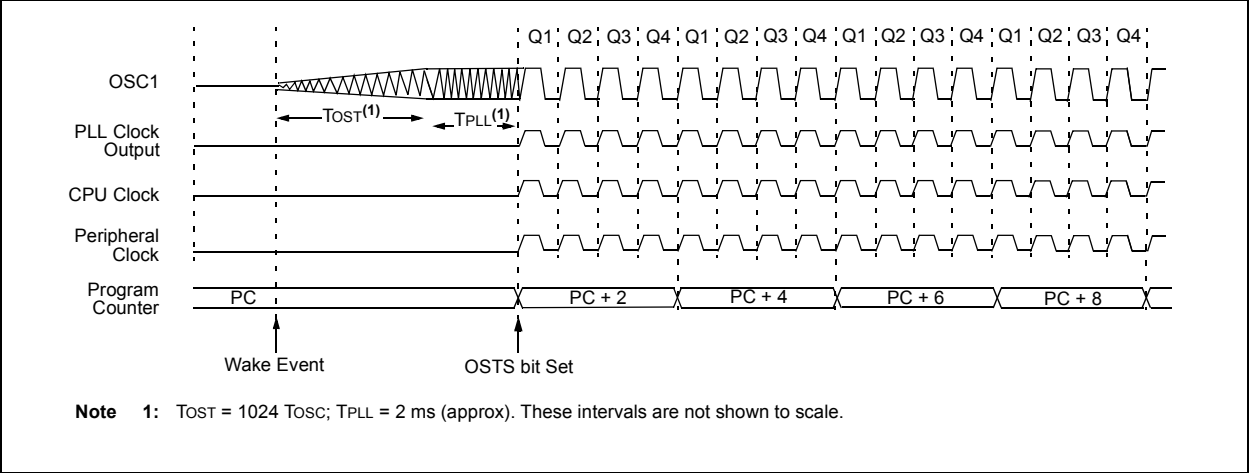 Q1 Q2 Q3 Q4 Q1 Q2 Q3 Q4 Q1 Q2 Q3 Q4 Q1 Q2 Q3 Q4
OSC1
TOST(1) TPLL(1)
PLL Clock
Output
CPU Clock
Peripheral
Clock
Program
Counter
PC PC + 2 PC + 4 PC + 6 PC + 8
Wake Event OSTS bit Set
Note 1: TOST = 1024 TOSC; TPLL = 2 ms (approx). These intervals are not shown to scale.